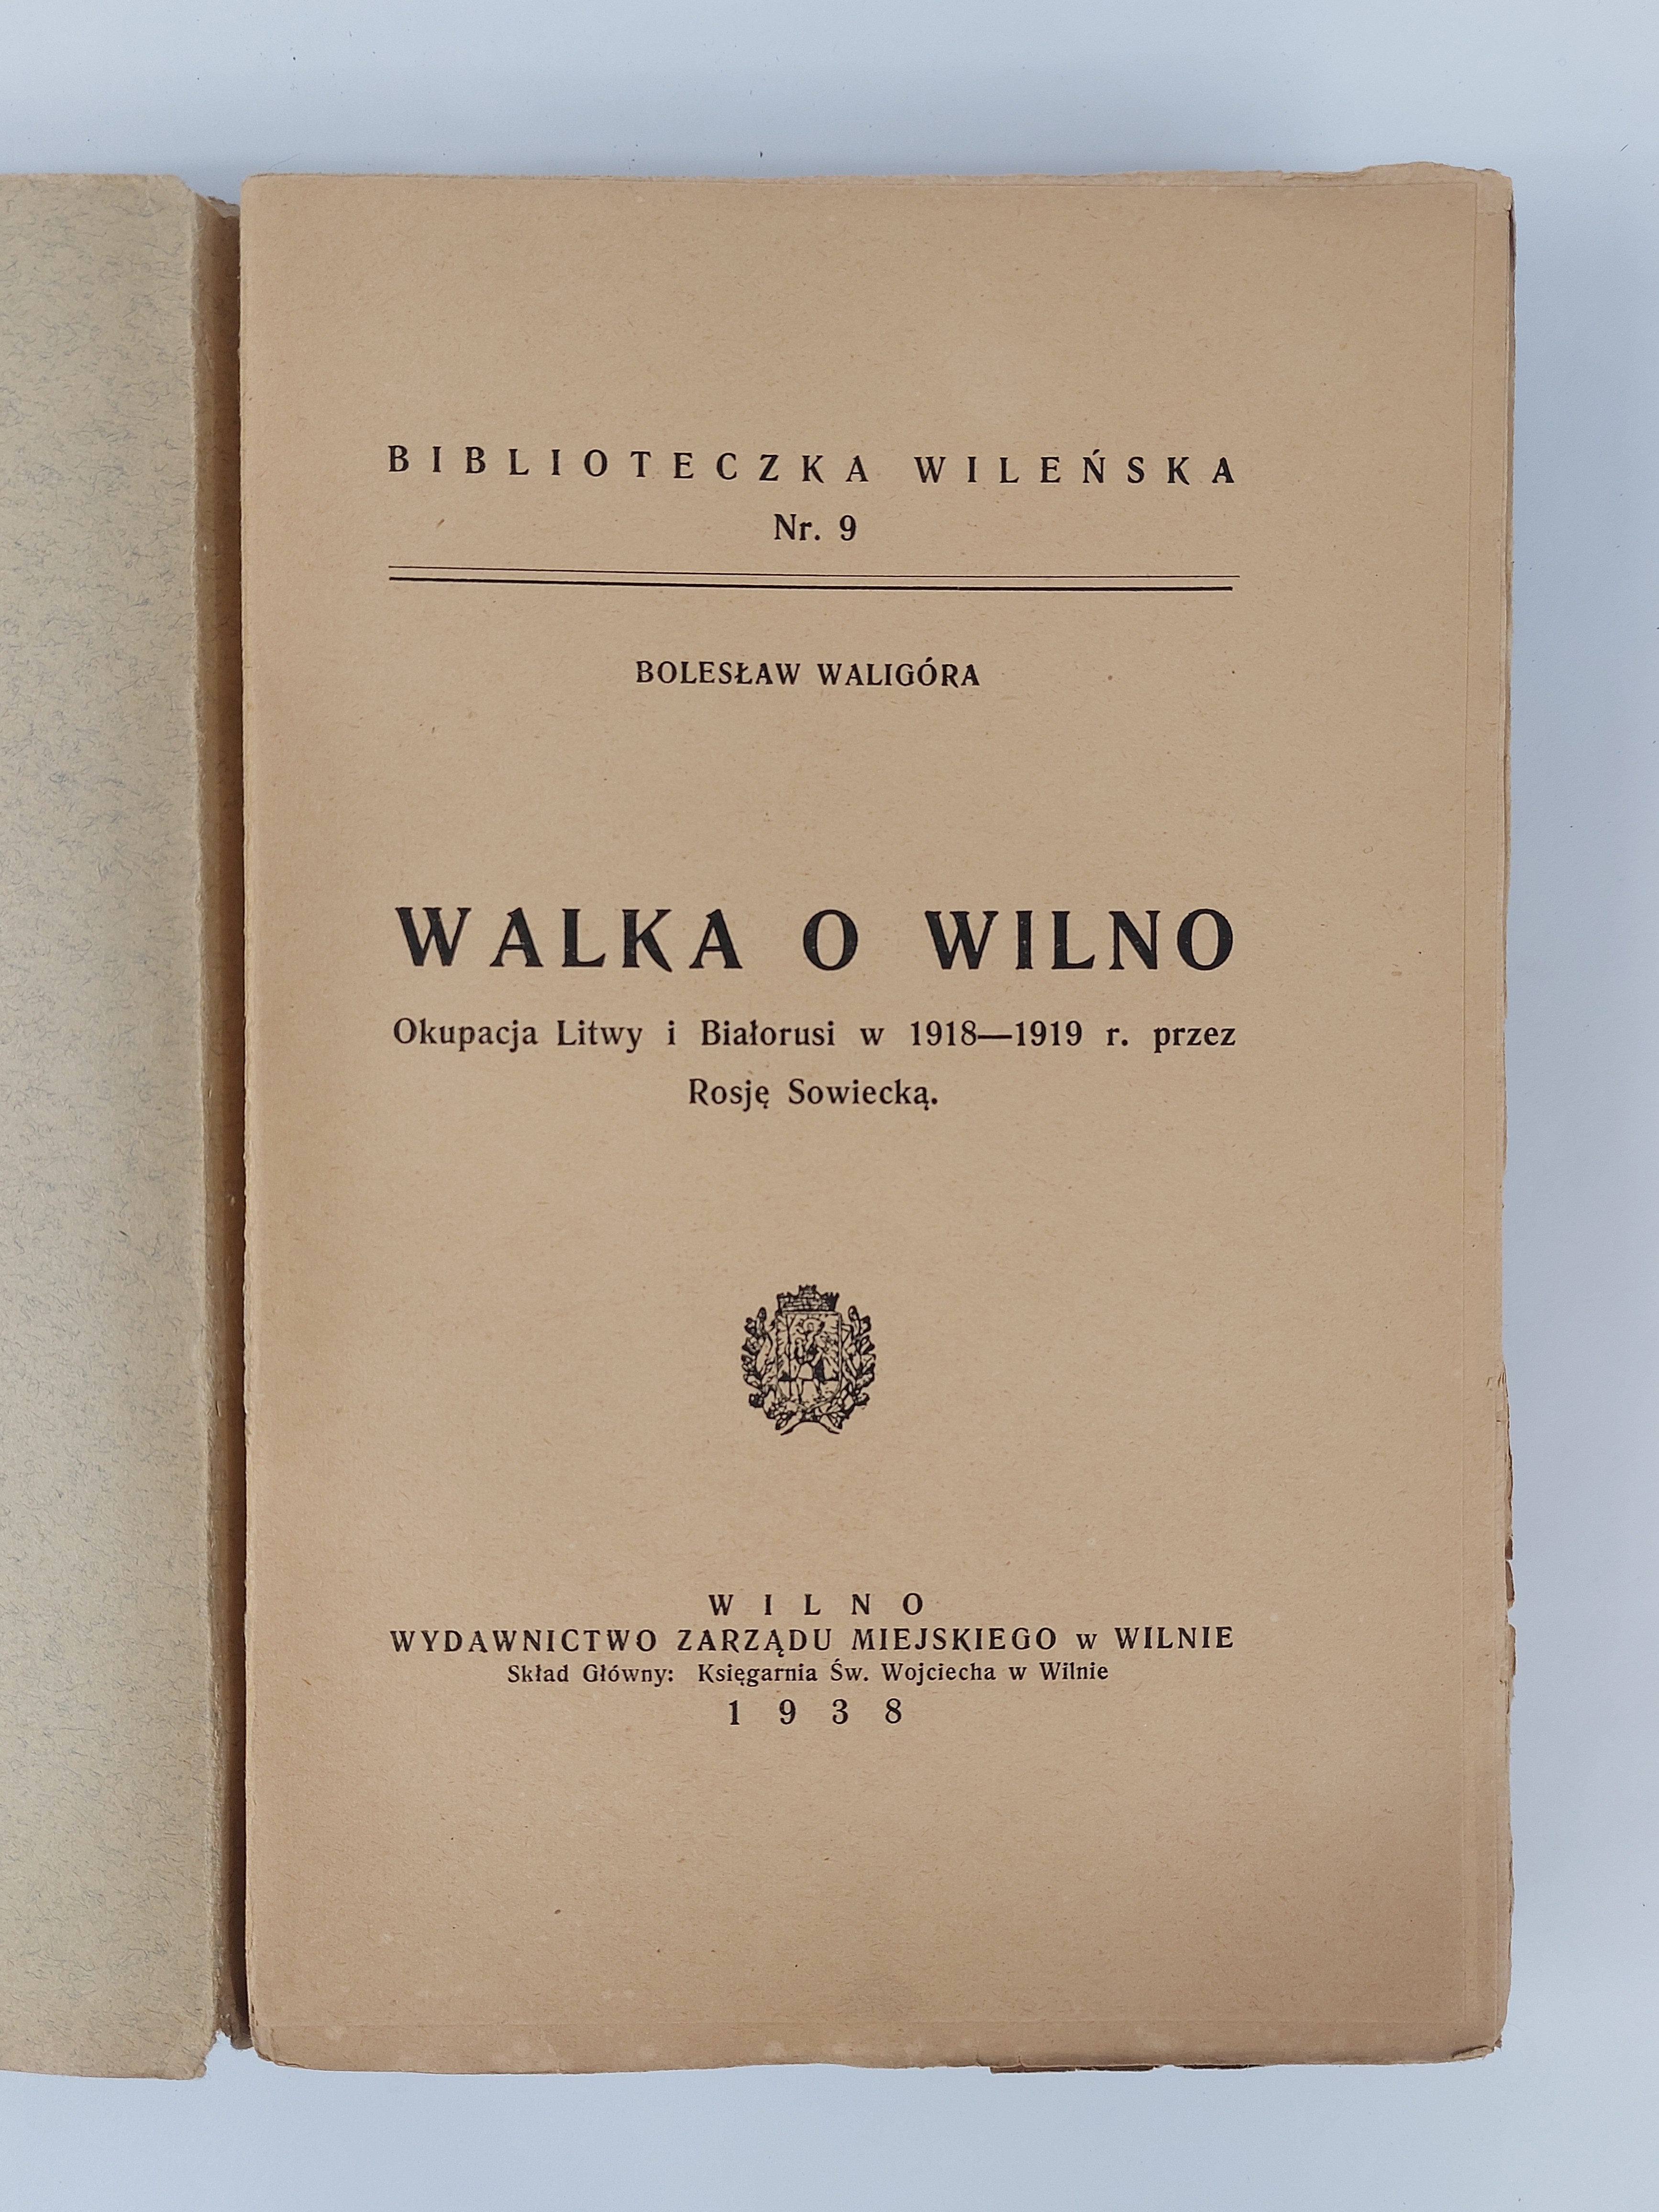 BIBLIOTECZKA WILEŃSKA
Nr. 9
BOLESŁAW WALIGÓRA
WALKA O WILNO
Okupacja Litwy i Białorusi w 1918—1919 r. przez
Rosję Sowiecką.
WILNO
WYDAWNICTWO ZARZĄDU MIEJSKIEGO w WILNIE
Skład Główny: Księgarnia Św. Wojciecha w Wilnie
1938